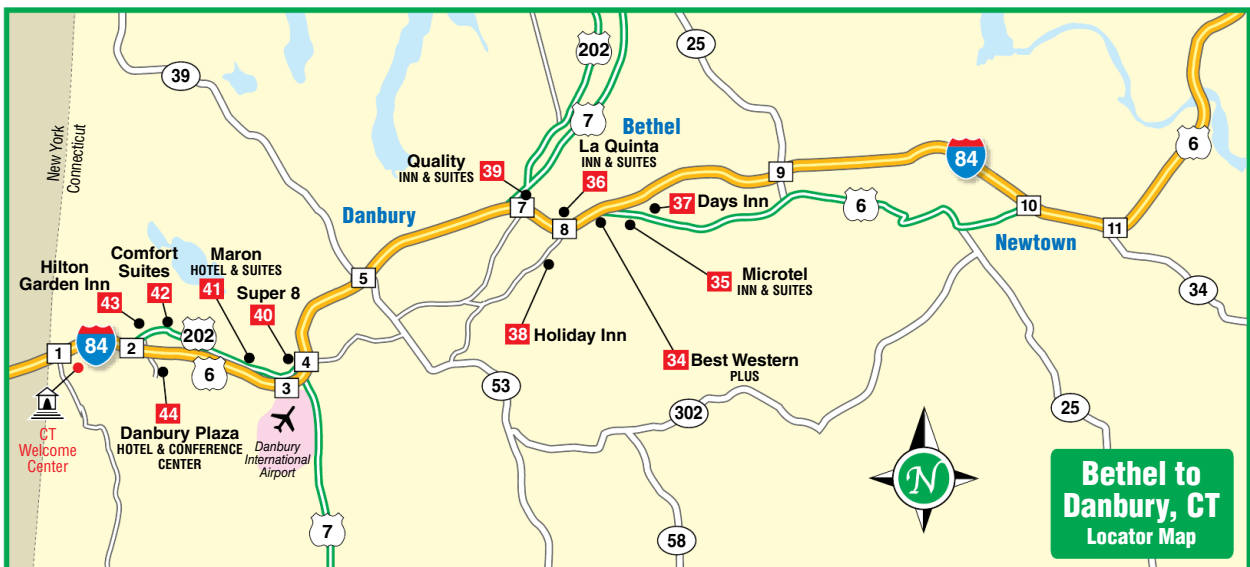 202
25
39
7
Bethel
La Quinta
INN & SUITES
36
6
9
84
Quality
INN & SUITES
39
New York
Connecticut
37
Days Inn
7
Danbury
6
10
8
11
Newtown
Comfort
Suites
42
Maron
HOTEL & SUITES
41
Hilton
Garden Inn
43
Super 8
40
5
35
Microtel
INN & SUITES
34
38
Holiday Inn
202
84
1
2
4
34
Best Western
PLUS
6
3
53
302
25
CT
Welcome
Center
44
Danbury Plaza
HOTEL & CONFERENCE
CENTER
Danbury
International
Airport
N
Bethel to
Danbury, CT
Locator Map
7
58